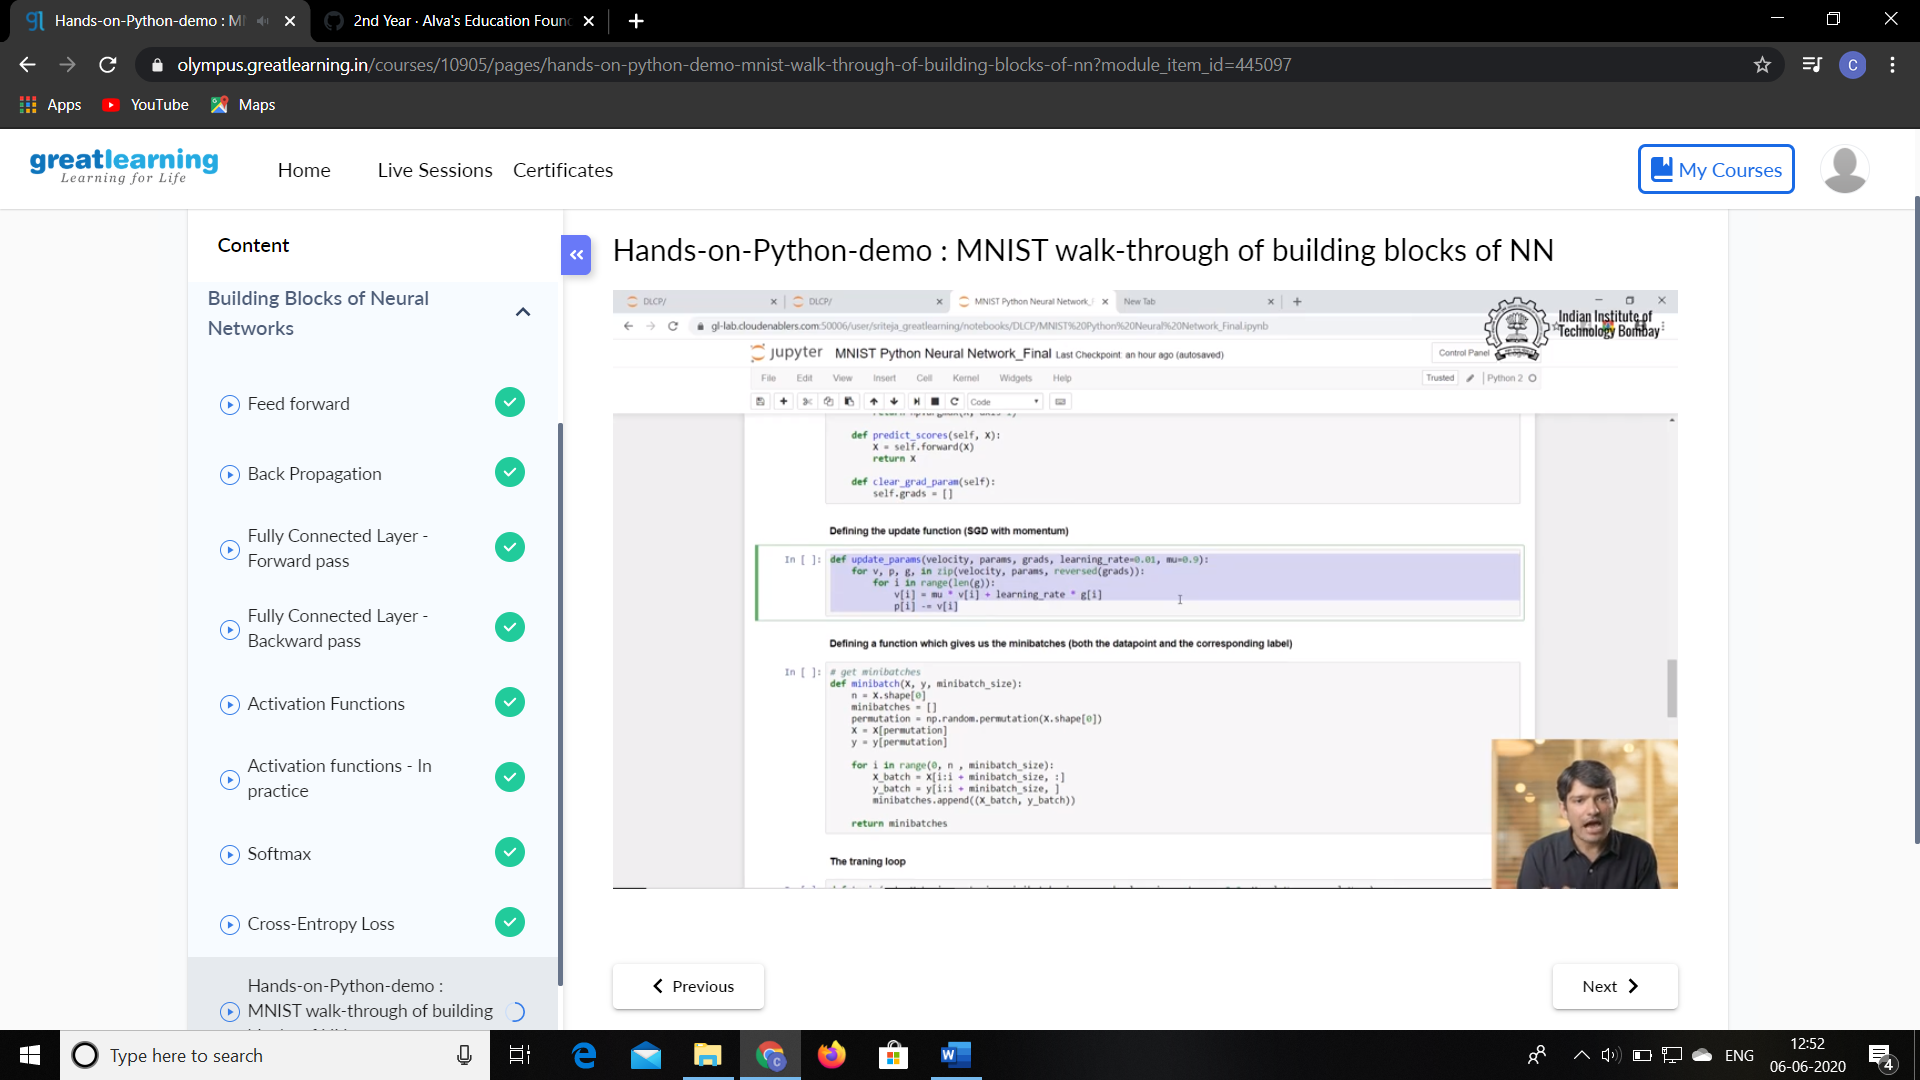 Hands-on-Python-demo : M
2nd Year · Alva's Education Foun
olympus.greatlearning.in/courses/10905/pages/hands-on-python-demo-mnist-walk-through-of-building-blocks-of-nn?module_item_id=445097
C
Apps
YouTube
Maps
greatlearning
Learning for Life
Home
Live Sessions
Certificates
My Courses
Content
Building Blocks of Neural
Networks
Feed forward
Back Propagation
Fully Connected Layer -
Forward pass
Fully Connected Layer -
Backward pass
Activation Functions
Activation functions - In
practice
Softmax
Cross-Entropy Loss
Hands-on-Python-demo :
MNIST walk-through of building
Hands-on-Python-demo : MNIST walk-through of building blocks of NN
DLCP/
DLCP/
MNIST Python Neural Network_
New Tab
gl-lab.cloudenablers.com:50006/user/sriteja_greatlearning/notebooks/DLCP/MNIST%20Python%20Neural%20Network_Final.ipynb
Indian Institute of
Technology Bombay
jupyter MNIST Python Neural Network_Final Last Checkpoint: an hour ago (autosaved)
Control Panel
File Edit View Insert Cell Kernel Widgets Help
Trusted
Python 2
Code
def predict_scores(self, X):
X = self.forward(X)
return X
def clear_grad_param(self):
self.grads = []
Defining the update function (SGD with momentum)
In [ ]: def update_params(velocity, params, grads, learning_rate=0.01, mu=0.9):
for v, p, g, in zip(velocity, params, reversed(grads)):
for i in range(len(g)):
v[i] = mu * v[i] + learning_rate * g[i]
p[i] -= v[i]
Defining a function which gives us the minibatches (both the datapoint and the corresponding label)
In [ ]: # get minibatches
def minibatch(X, y, minibatch_size):
n = X.shape[0]
minibatches = []
permutation = np.random.permutation(X.shape[0])
X = X[permutation]
y = y[permutation]
for i in range(0, n , minibatch_size):
X_batch = X[i:i + minibatch_size, :]
y_batch = y[i:i + minibatch_size, ]
minibatches.append((X_batch, y_batch))
return minibatches
The traning loop
Previous
Next
Type here to search
ENG
12:52
06-06-2020
4